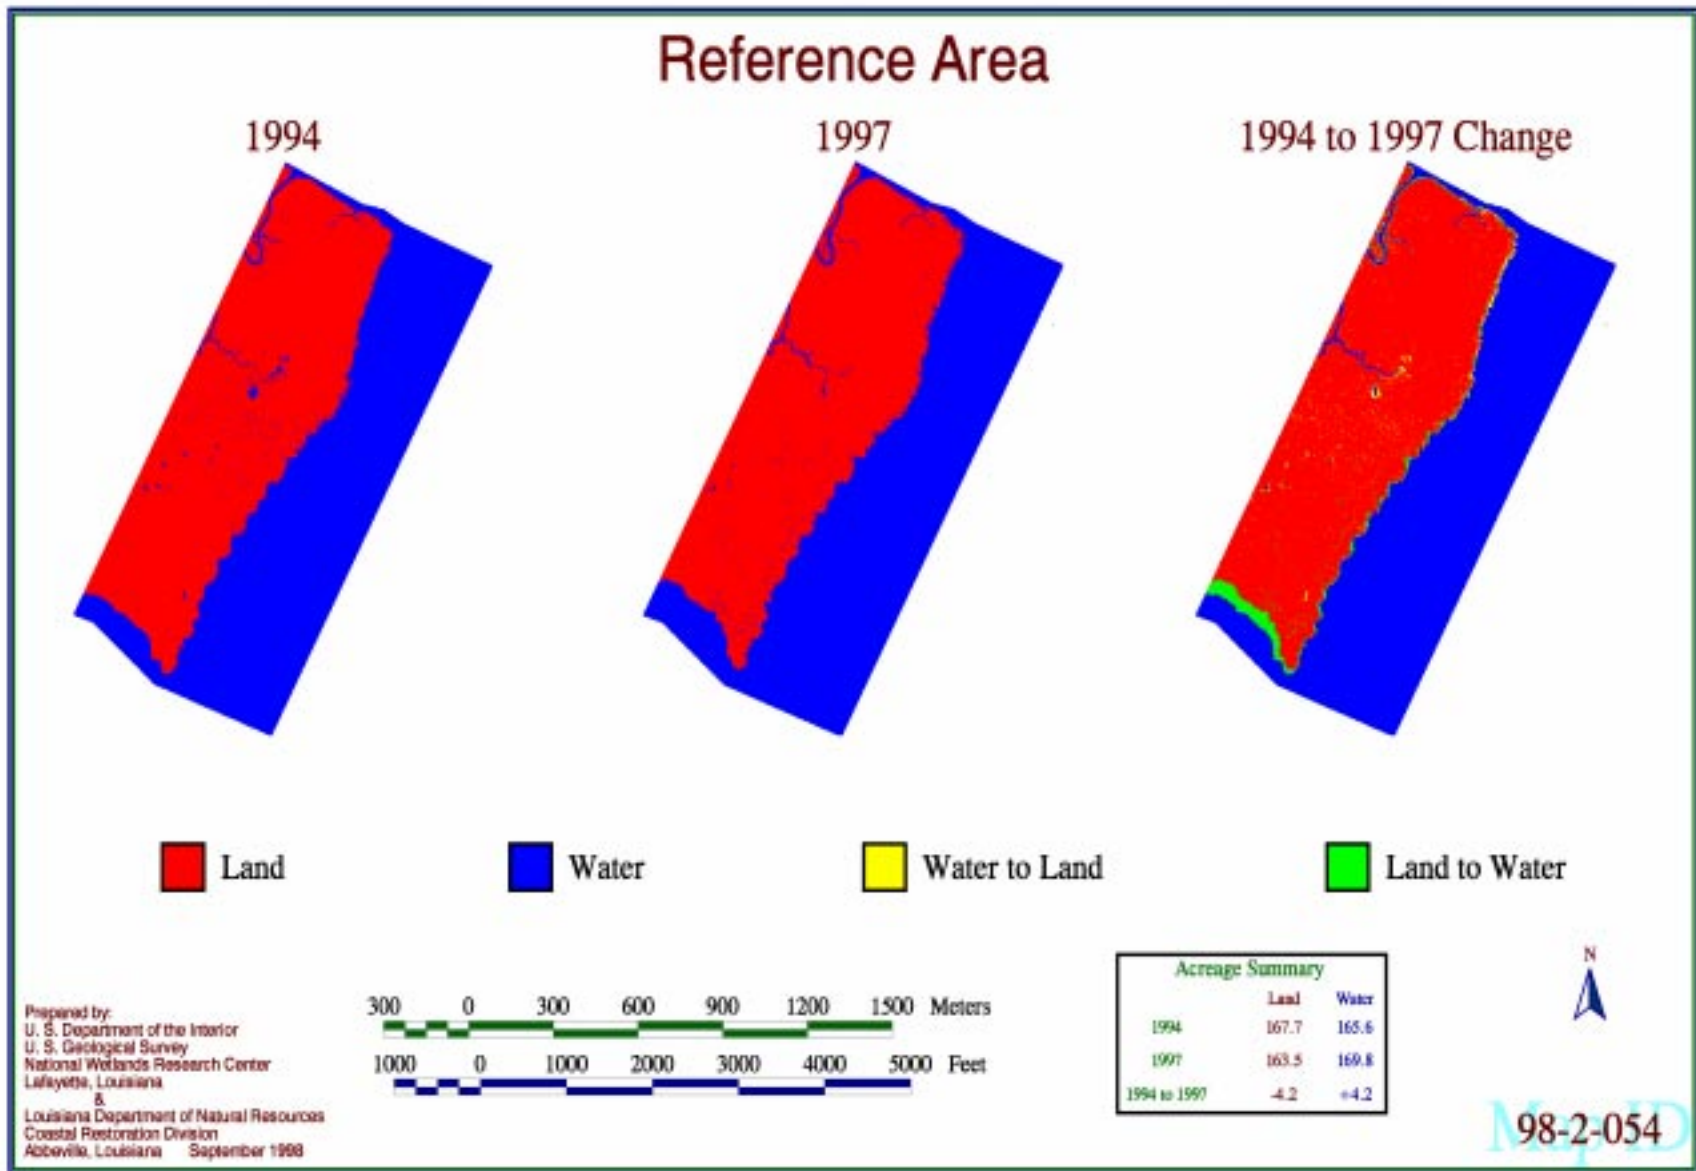 Reference Area
1994
1997
1994 to 1997 Change
Land
Water
Water to Land
Land to Water
Prepared by:
U. S. Department of the Interior
U. S. Geological Survey
National Wetlands Research Center
Lafayette, Louisiana
&
Louisiana Department of Natural Resources
Coastal Restoration Division
Abbeville, Louisiana September 1998
300 0 300 600 900 1200 1500 Meters
1000 0 1000 2000 3000 4000 5000 Feet
Acreage Summary
Land Water
1994 167.7 165.6
1997 163.5 169.8
1994 to 1997 -4.2 +4.2
N
Map ID
98-2-054